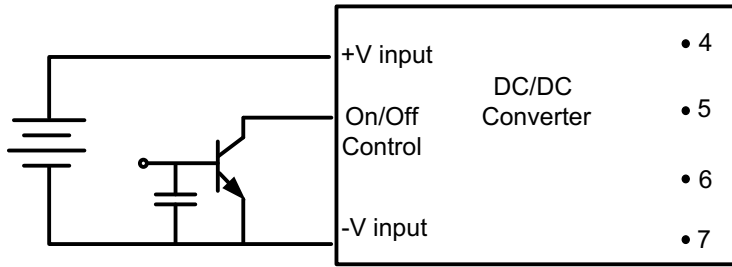 +V input
On/Off
Control
-V input
DC/DC
Converter
4
5
6
7